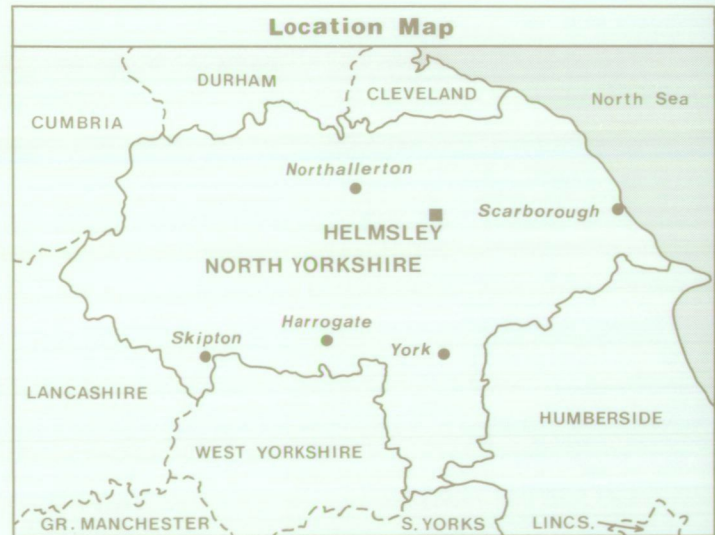 Location Map
DURHAM
CLEVELAND
North Sea
CUMBRIA
Northallerton
Scarborough
HELMSLEY
NORTH YORKSHIRE
Harrogate
Skipton
York
LANCASHIRE
HUMBERSIDE
WEST YORKSHIRE
GR. MANCHESTER
S. YORKS
LINCS.